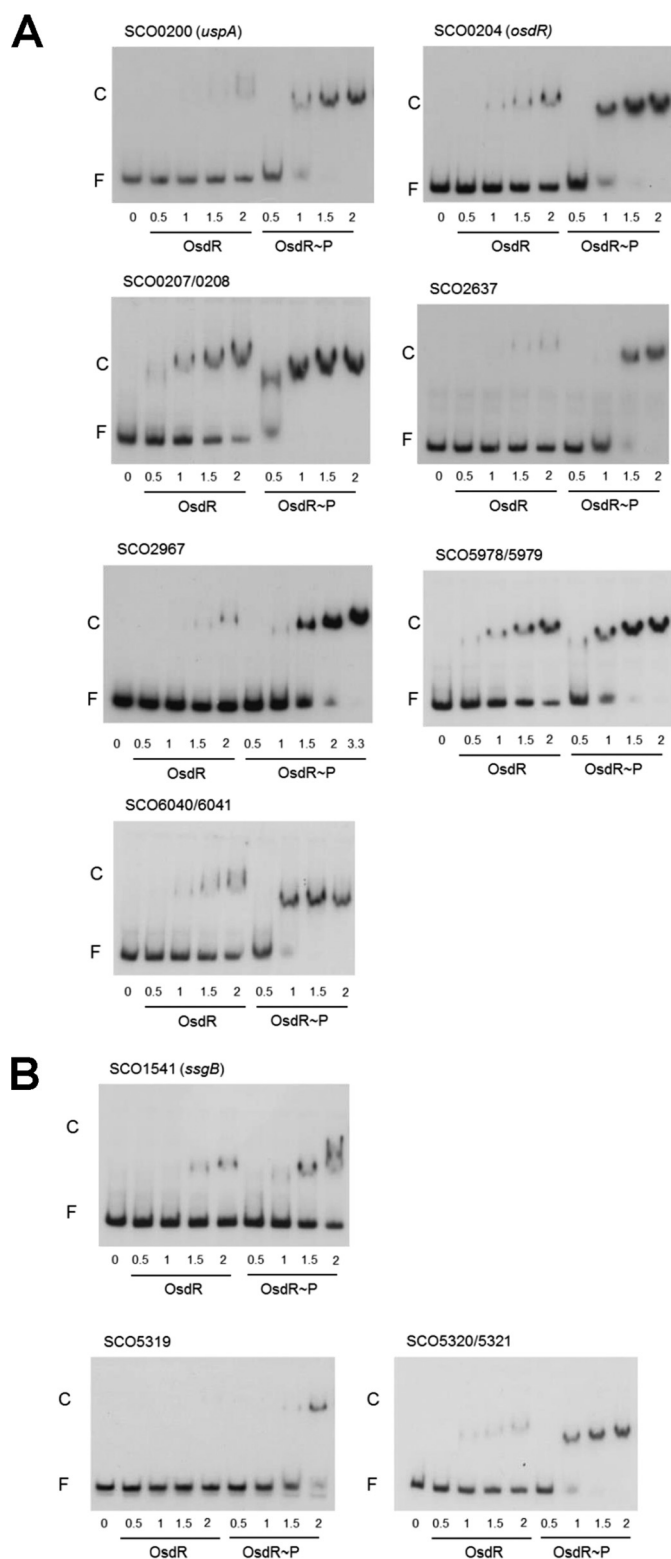 A
SCO0200 (uspA)
SCO0204 (osdR)
C
C
F
F
0 0.5 1 1.5 2 0.5 1 1.5 2
0 0.5 1 1.5 2 0.5 1 1.5 2
OsdR OsdR~P
OsdR OsdR~P
SCO0207/0208
SCO2637
C
C
F
F
0 0.5 1 1.5 2 0.5 1 1.5 2
0 0.5 1 1.5 2 0.5 1 1.5 2
OsdR OsdR~P
OsdR OsdR~P
SCO2967
SCO5978/5979
C
C
F
F
0 0.5 1 1.5 2 0.5 1 1.5 2 3.3
0 0.5 1 1.5 2 0.5 1 1.5 2
OsdR OsdR~P
OsdR OsdR~P
SCO6040/6041
C
F
0 0.5 1 1.5 2 0.5 1 1.5 2
OsdR OsdR~P
B
SCO1541 (ssgB)
C
F
0 0.5 1 1.5 2 0.5 1 1.5 2
OsdR OsdR~P
SCO5319
SCO5320/5321
C
C
F
F
0 0.5 1 1.5 2 0.5 1 1.5 2
0 0.5 1 1.5 2 0.5 1 1.5 2
OsdR OsdR~P
OsdR OsdR~P